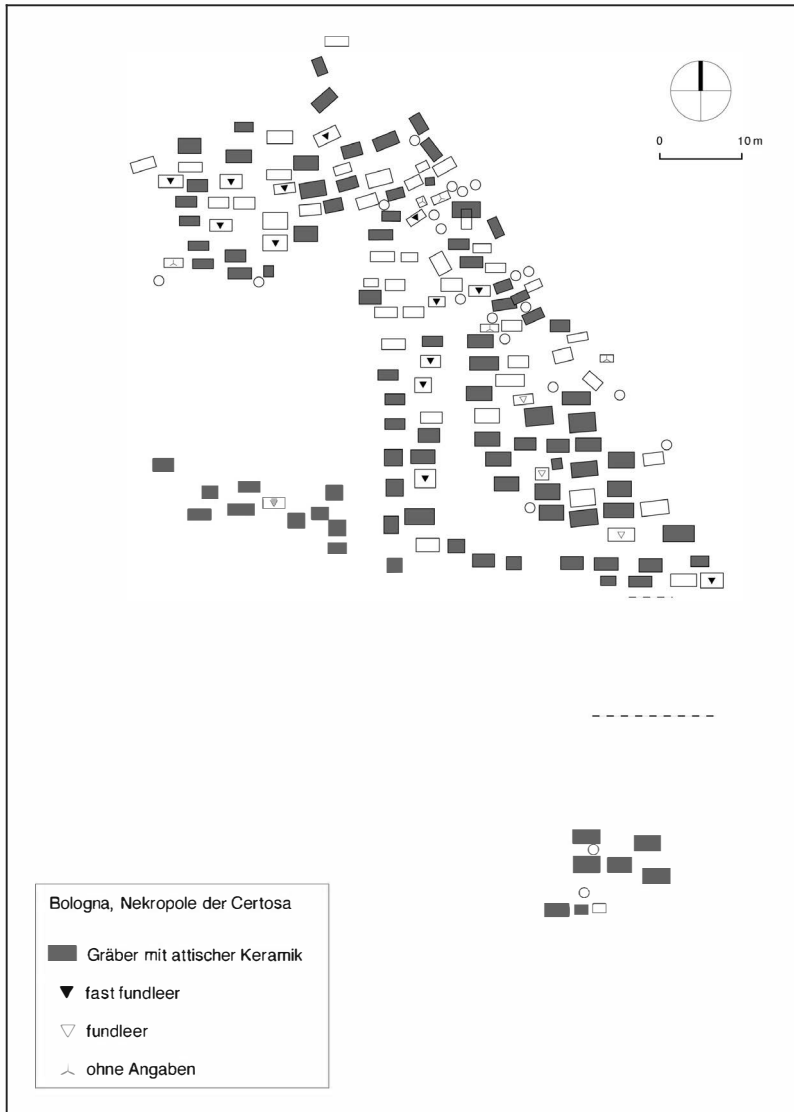 0 10 m
Bologna, Nekropole der Certosa
Gräber mit attischer Keramik
fast fundleer
fundleer
ohne Angaben